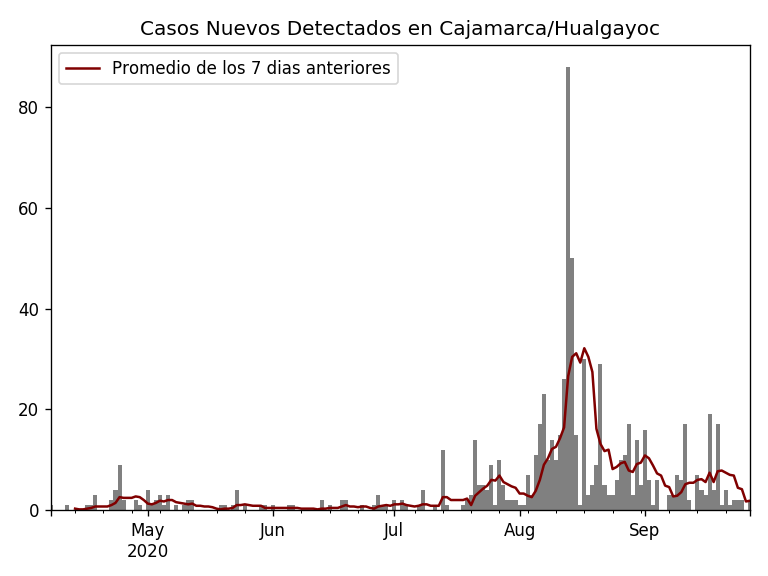 Casos Nuevos Detectados en Cajamarca/Hualgayoc
Promedio de los 7 dias anteriores
80
60
40
20
0
May
2020
Jun
Jul
Aug
Sep